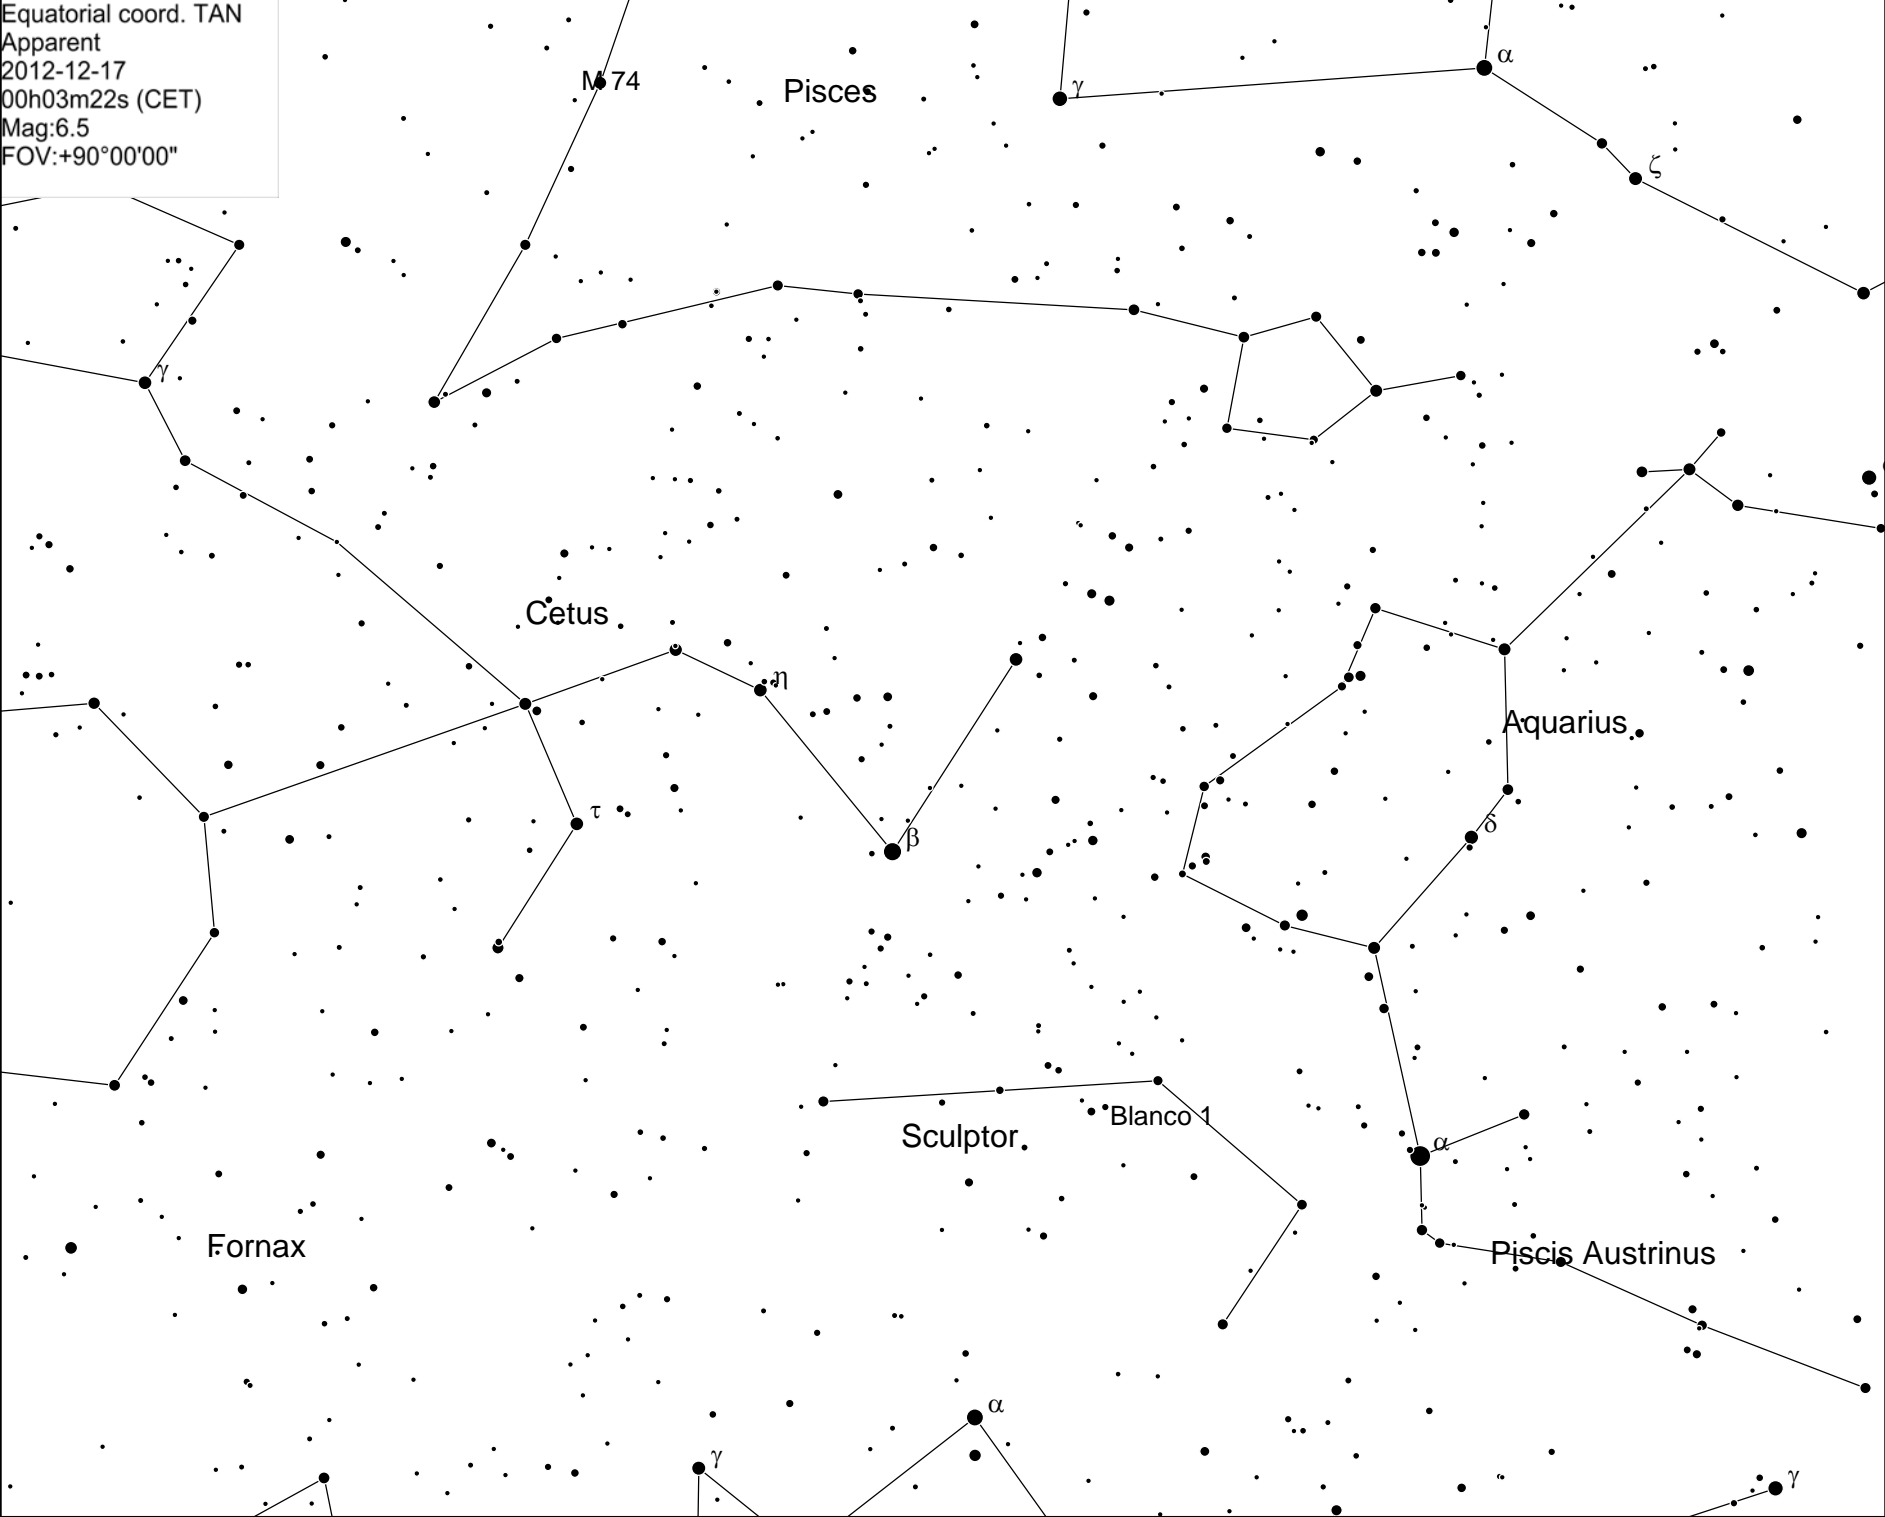 Equatorial coord. TAN
Apparent
2012-12-17
00h03m22s (CET)
Mag:6.5
FOV:+90°00'00"
α
M 74
Pisces
γ
ζ
γ
Cetus
η
Aquarius
τ
δ
β
Blanco 1
Sculptor
α
Fornax
Piscis Austrinus
α
γ
γ